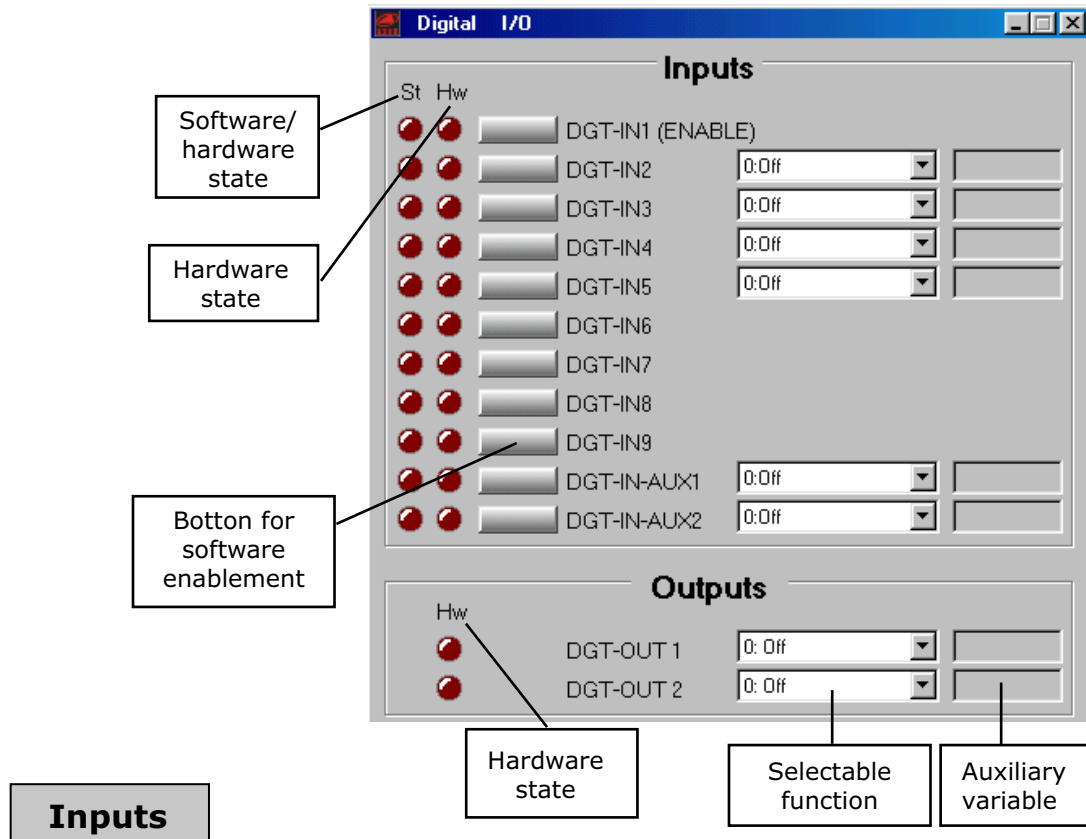 Digital I/O
Inputs
St Hw
Software/
hardware
state
DGT-IN1 (ENABLE)
DGT-IN2 0:Off
DGT-IN3 0:Off
DGT-IN4 0:Off
Hardware
state
DGT-IN5 0:Off
DGT-IN6
DGT-IN7
DGT-IN8
DGT-IN9
DGT-IN-AUX1 0:Off
DGT-IN-AUX2 0:Off
Botton for
software
enablement
Outputs
Hw
DGT-OUT 1 0: Off
DGT-OUT 2 0: Off
Hardware
state
Selectable
function
Auxiliary
variable
Inputs